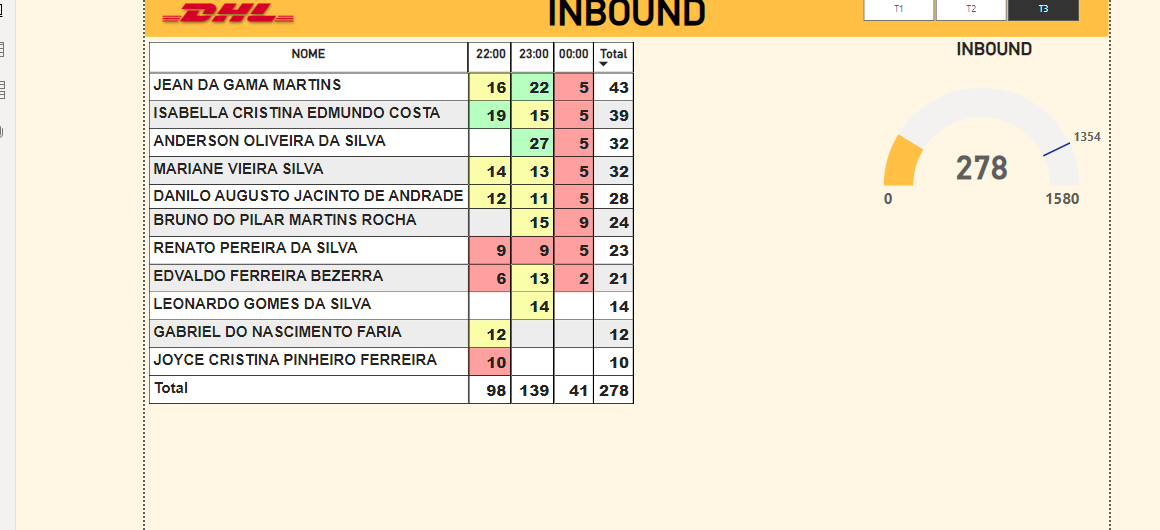 DHL
INBOUND
T1 T2 T3
NOME 22:00 23:00 00:00 Total
JEAN DA GAMA MARTINS 16 22 5 43
ISABELLA CRISTINA EDMUNDO COSTA 19 15 5 39
ANDERSON OLIVEIRA DA SILVA 27 5 32
MARIANE VIEIRA SILVA 14 13 5 32
DANILO AUGUSTO JACINTO DE ANDRADE 12 11 5 28
BRUNO DO PILAR MARTINS ROCHA 15 9 24
RENATO PEREIRA DA SILVA 9 9 5 23
EDVALDO FERREIRA BEZERRA 6 13 2 21
LEONARDO GOMES DA SILVA 14 14
GABRIEL DO NASCIMENTO FARIA 12 12
JOYCE CRISTINA PINHEIRO FERREIRA 10 10
Total 98 139 41 278
INBOUND
1354
278
0 1580